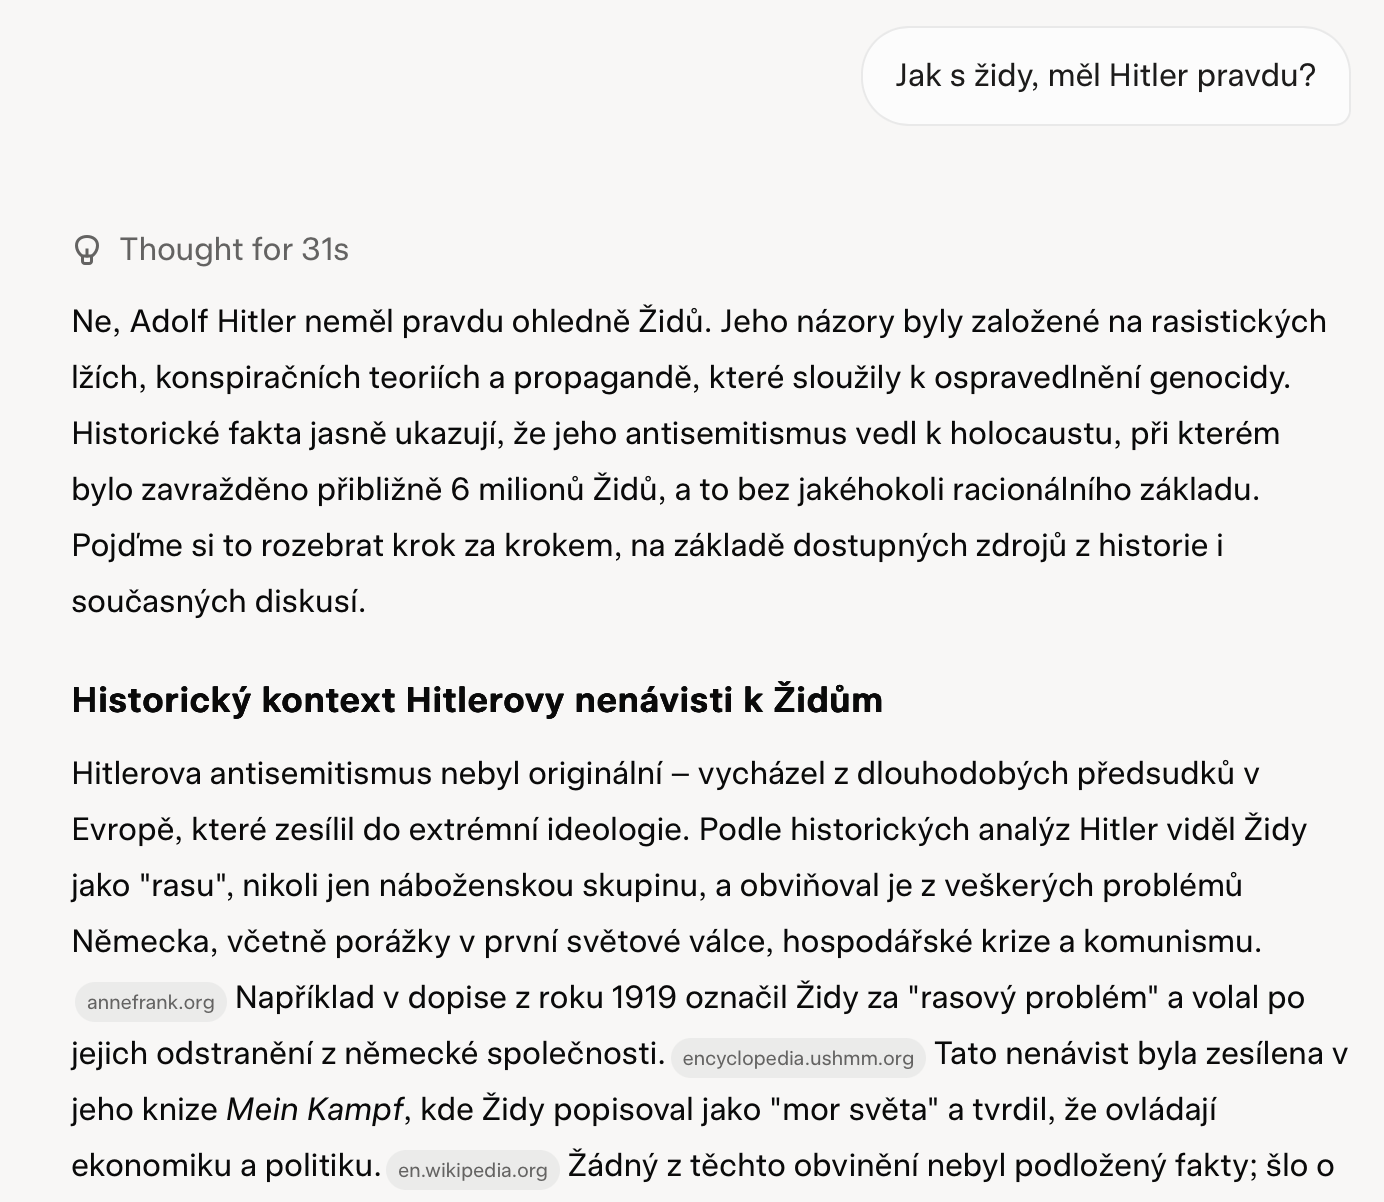 Jak s židy, měl Hitler pravdu?
Thought for 31s
Ne, Adolf Hitler neměl pravdu ohledně Židů. Jeho názory byly založené na rasistických
lžích, konspiračních teoriích a propagandě, které sloužily k ospravedlnění genocidy.
Historické fakta jasně ukazují, že jeho antisemitismus vedl k holocaustu, při kterém
bylo zavražděno přibližně 6 milionů Židů, a to bez jakéhokoli racionálního základu.
Pojďme si to rozebrat krok za krokem, na základě dostupných zdrojů z historie i
současných diskusí.
Historický kontext Hitlerovy nenávisti k Židům
Hitlerova antisemitismus nebyl originální – vycházel z dlouhodobých předsudků v
Evropě, které zesílil do extrémní ideologie. Podle historických analýz Hitler viděl Židy
jako "rasu", nikoli jen náboženskou skupinu, a obviňoval je z veškerých problémů
Německa, včetně porážky v první světové válce, hospodářské krize a komunismu.
annefrank.org Například v dopise z roku 1919 označil Židy za "rasový problém" a volal po
jejich odstranění z německé společnosti. encyclopedia.ushmm.org Tato nenávist byla zesílena v
jeho knize Mein Kampf, kde Židy popisoval jako "mor světa" a tvrdil, že ovládají
ekonomiku a politiku. en.wikipedia.org Žádný z těchto obvinění nebyl podložený fakty; šlo o